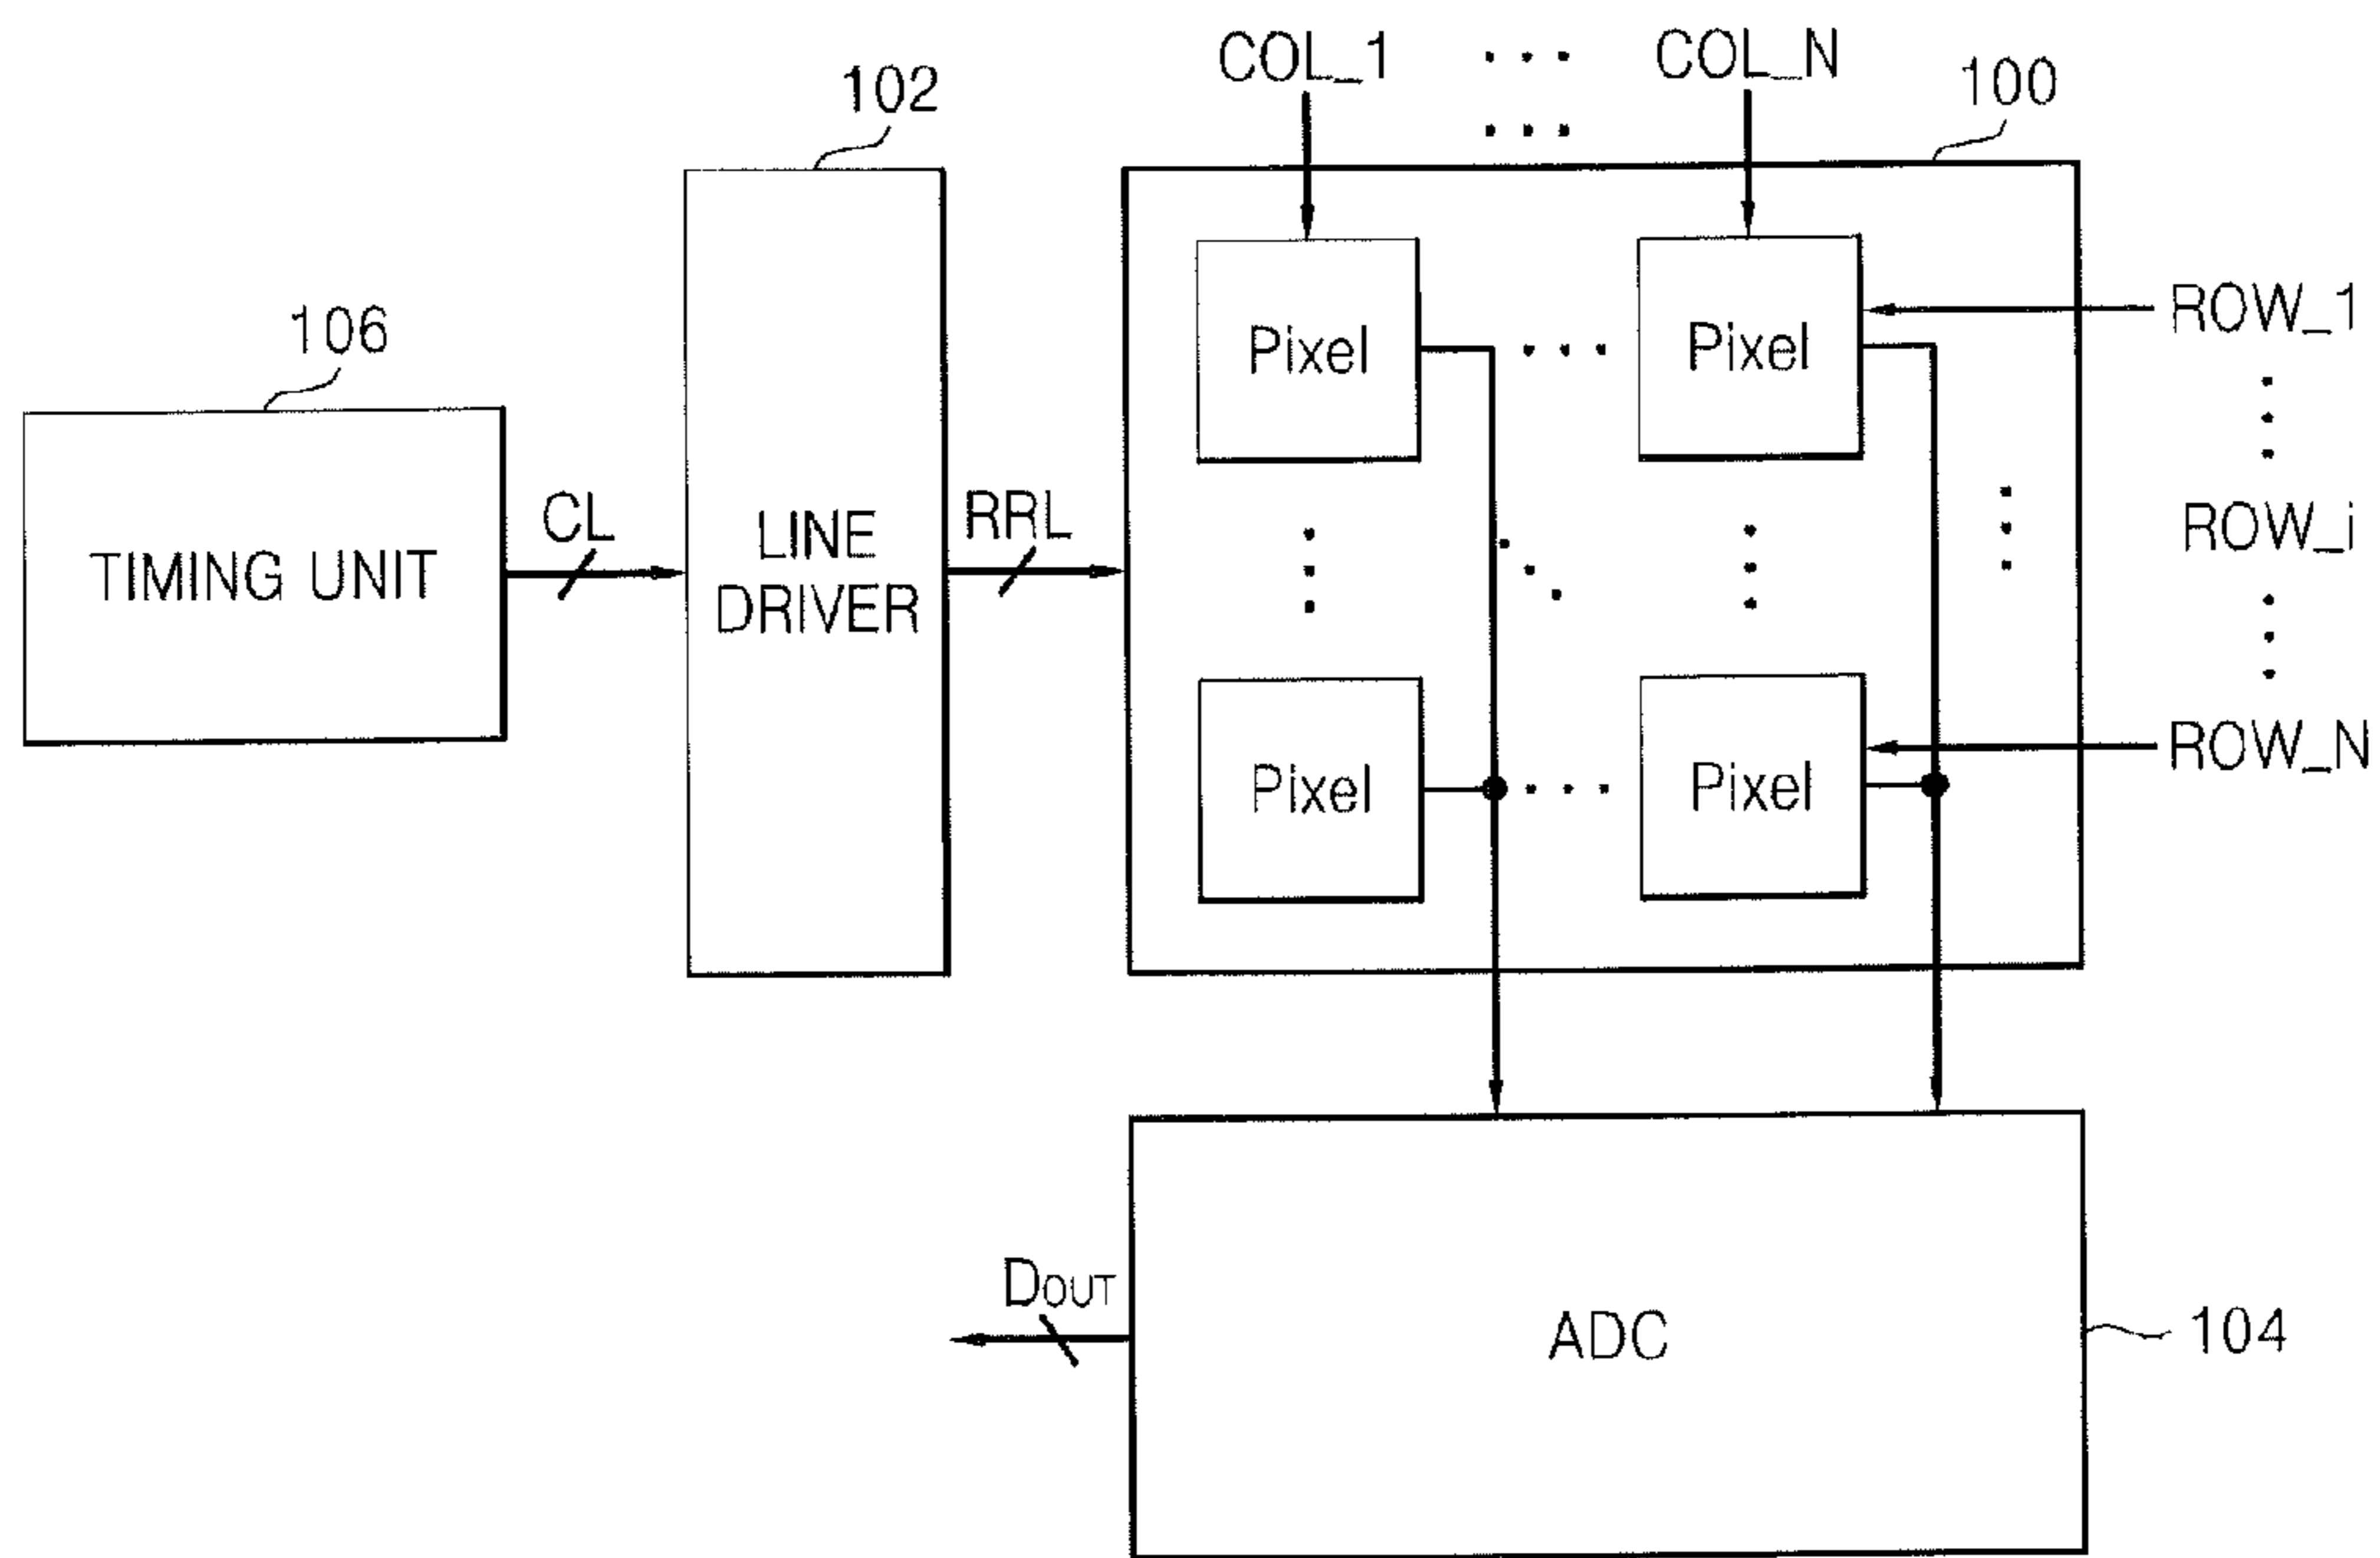 COL_1 ... COL_N
102
100
106
Pixel ... Pixel
ROW_1
CL
RRL
TIMING UNIT
LINE
DRIVER
ROW_i
Pixel ... Pixel
ROW_N
DOUT
ADC
104